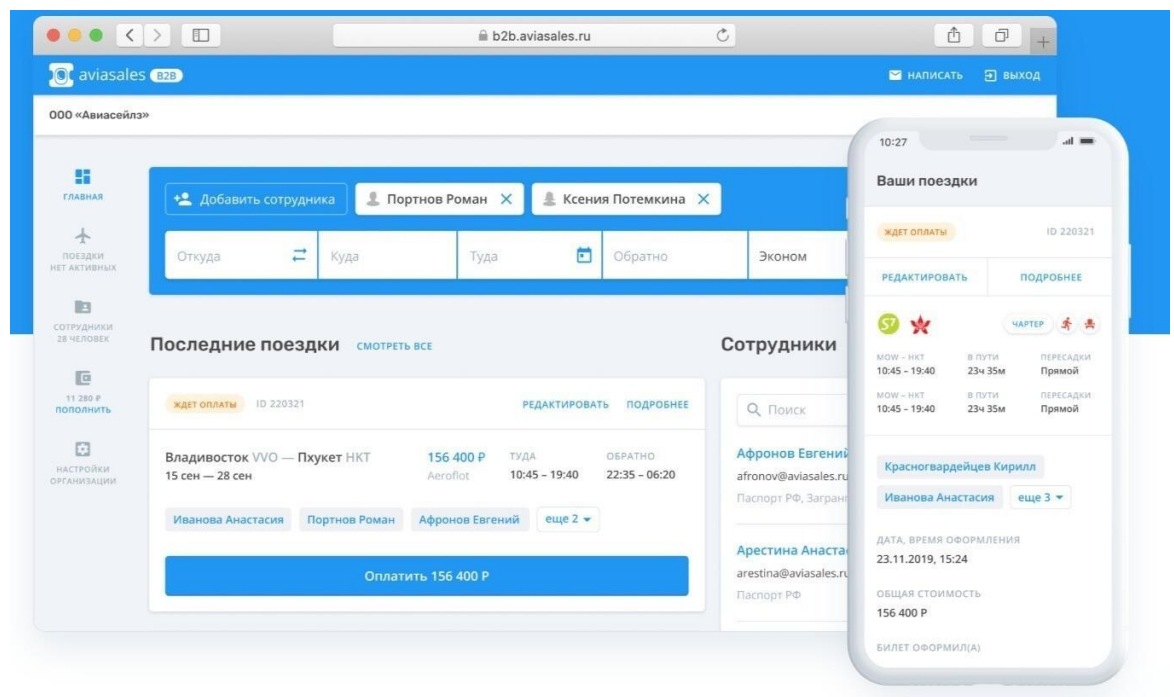 b2b.aviasales.ru
aviasales B2B
НАПИСАТЬ
ВЫХОД
ООО «Авиасейлз»
ГЛАВНАЯ
ПОЕЗДКИ
НЕТ АКТИВНЫХ
СОТРУДНИКИ
28 ЧЕЛОВЕК
11 280 ₽
ПОПОЛНИТЬ
НАСТРОЙКИ
ОРГАНИЗАЦИИ
Добавить сотрудника
Портнов Роман
Ксения Потемкина
Откуда
Куда
Туда
Обратно
Эконом
Последние поездки СМОТРЕТЬ ВСЕ
ЖДЕТ ОПЛАТЫ ID 220321 РЕДАКТИРОВАТЬ ПОДРОБНЕЕ
Владивосток VVO — Пхукет HKT 156 400 ₽ ТУДА ОБРАТНО
15 сен — 28 сен Aeroflot 10:45 – 19:40 22:35 – 06:20
Иванова Анастасия Портнов Роман Афронов Евгений еще 2
Оплатить 156 400 Р
Сотрудники
Поиск
Афронов Евгений
afronov@aviasales.ru
Паспорт РФ, Загран
Арестина Анаста
arestina@aviasales.ru
Паспорт РФ
10:27
Ваши поездки
ЖДЕТ ОПЛАТЫ ID 220321
РЕДАКТИРОВАТЬ ПОДРОБНЕЕ
S7
ЧАРТЕР
MOW – HKT В ПУТИ ПЕРЕСАДКИ
10:45 – 19:40 23ч 35м Прямой
MOW – HKT В ПУТИ ПЕРЕСАДКИ
10:45 – 19:40 23ч 35м Прямой
Красногвардейцев Кирилл
Иванова Анастасия еще 3
ДАТА, ВРЕМЯ ОФОРМЛЕНИЯ
23.11.2019, 15:24
ОБЩАЯ СТОИМОСТЬ
156 400 Р
БИЛЕТ ОФОРМИЛ(А)